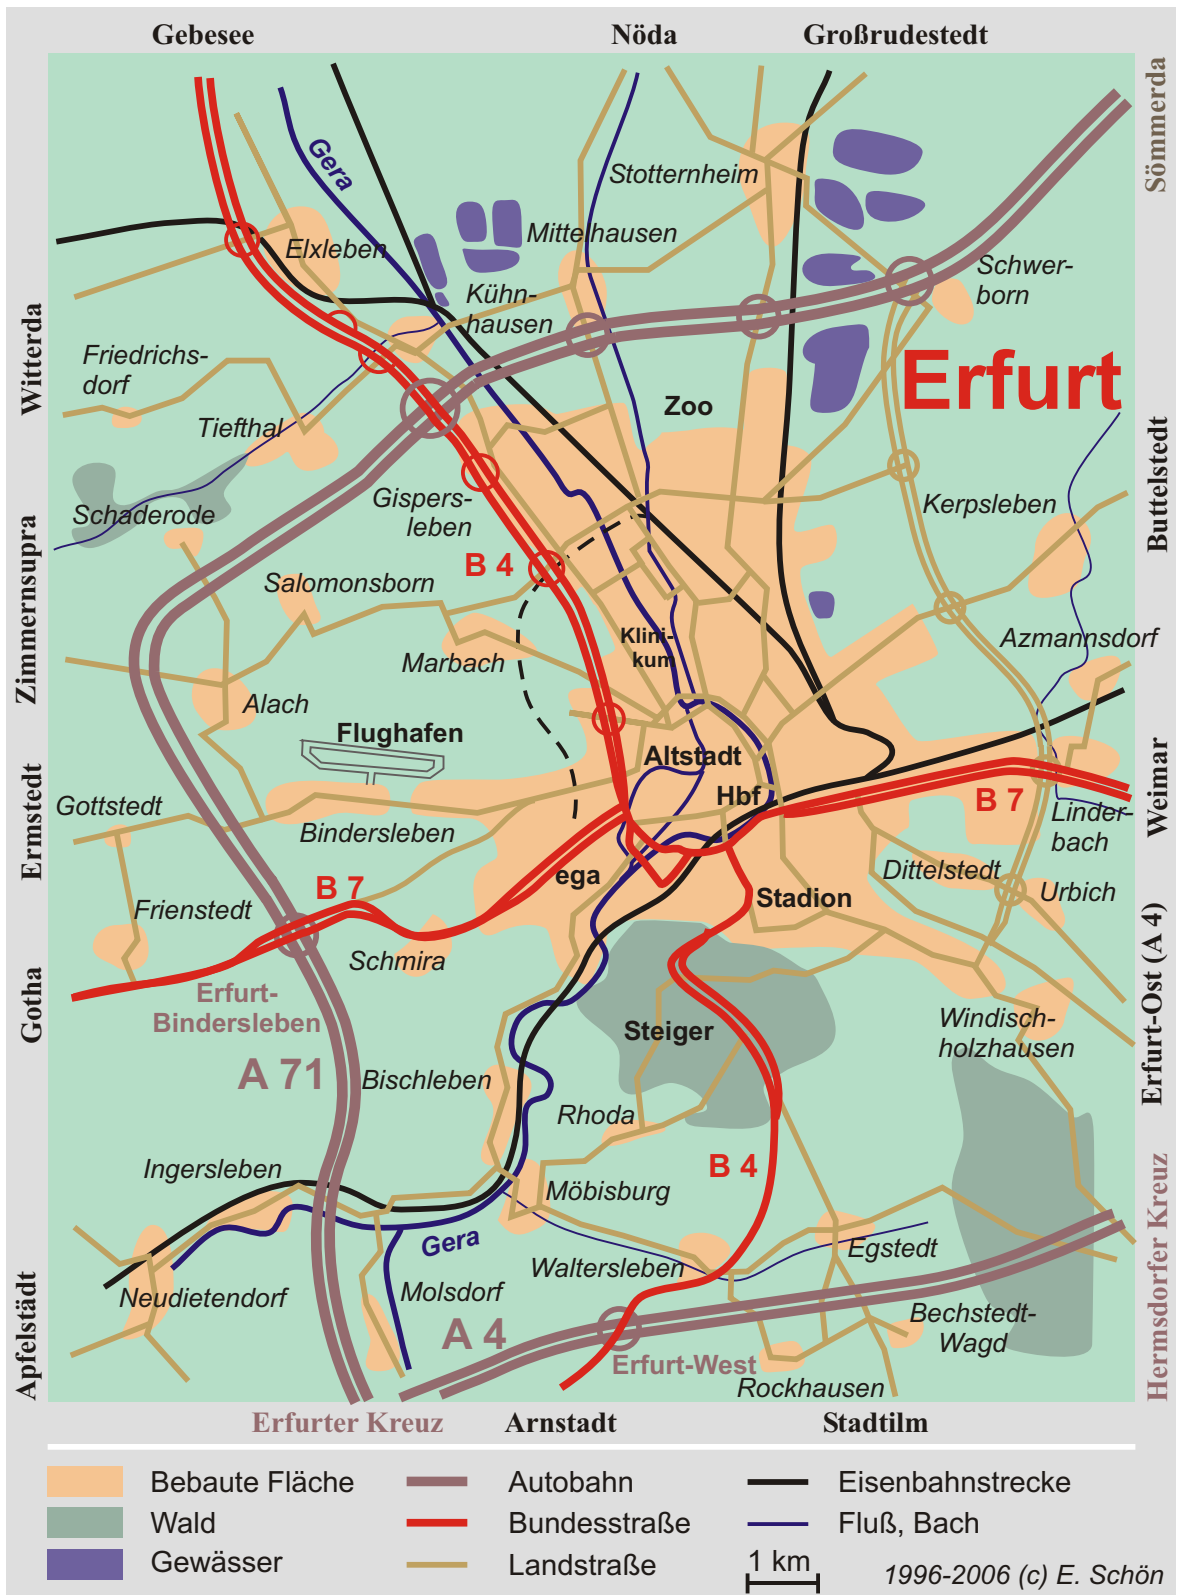 Gebesee
Nöda
Großrudestedt
Sömmerda
Gera
Stotternheim
Mittelhausen
Elxleben
Schwer-
born
Kühn-
hausen
Witterda
Friedrichs-
dorf
Erfurt
Zoo
Tiefthal
Buttelstedt
Gispers-
leben
Kerpsleben
Schaderode
Zimmernsupra
B 4
Salomonsborn
Klini-
kum
Azmannsdorf
Marbach
Alach
Flughafen
Altstadt
Hbf
Weimar
Ermstedt
Gottstedt
Bindersleben
B 7
Linder-
bach
ega
Dittelstedt
B 7
Stadion
Urbich
Frienstedt
Schmira
Gotha
Erfurt-
Bindersleben
Erfurt-Ost (A 4)
Steiger
Windisch-
holzhausen
A 71
Bischleben
Rhoda
Ingersleben
B 4
Möbisburg
Hermsdorfer Kreuz
Gera
Egstedt
Waltersleben
Neudietendorf
Molsdorf
Apfelstädt
A 4
Bechstedt-
Wagd
Erfurt-West
Rockhausen
Erfurter Kreuz
Arnstadt
Stadtilm
Bebaute Fläche
Autobahn
Eisenbahnstrecke
Wald
Bundesstraße
Fluß, Bach
Gewässer
Landstraße
1 km
1996-2006 (c) E. Schön